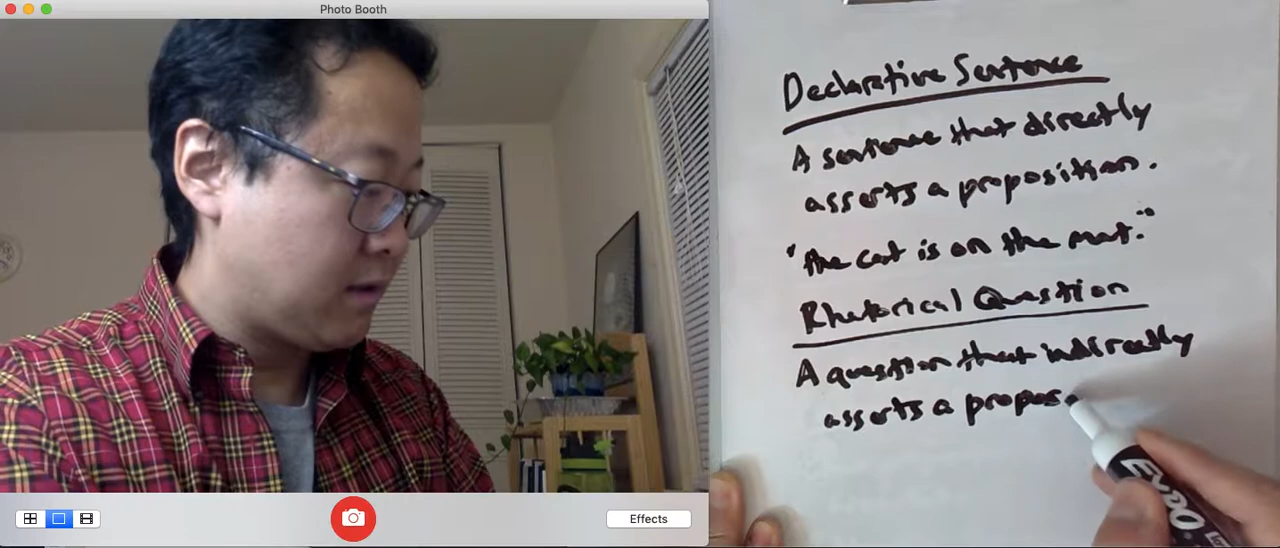 Photo Booth
Declarative Sentence
A sentence that directly
asserts a proposition.
"the cat is on the mat."
Rhetorical Question
A question that indirectly
asserts a propos
EXPO
Effects